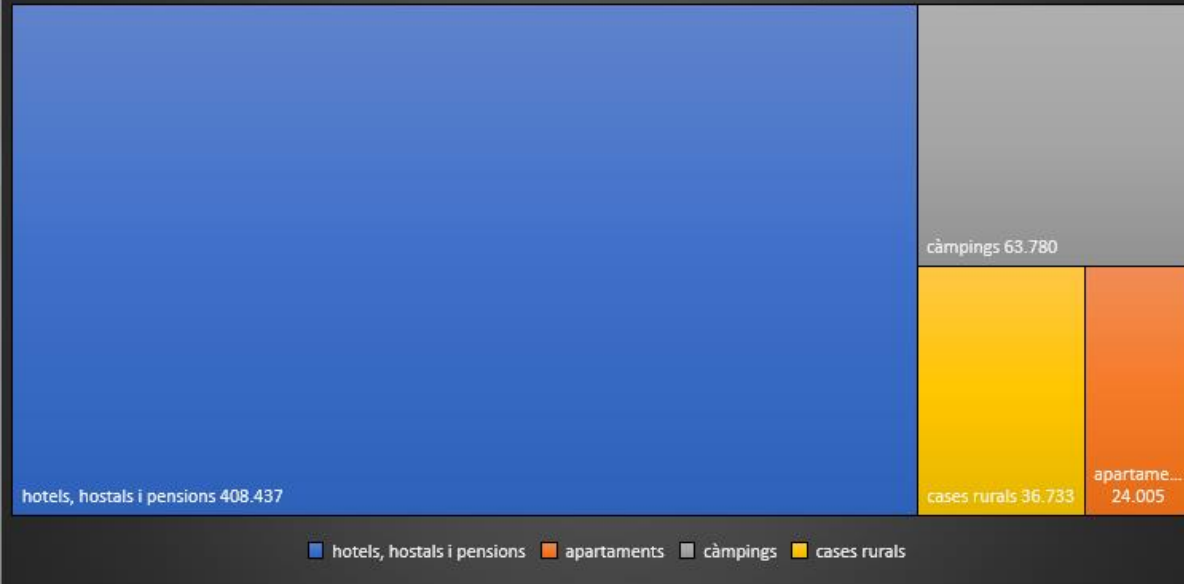 càmpings 63.780
hotels, hostals i pensions 408.437
cases rurals 36.733
apartame...
24.005
hotels, hostals i pensions apartaments càmpings cases rurals